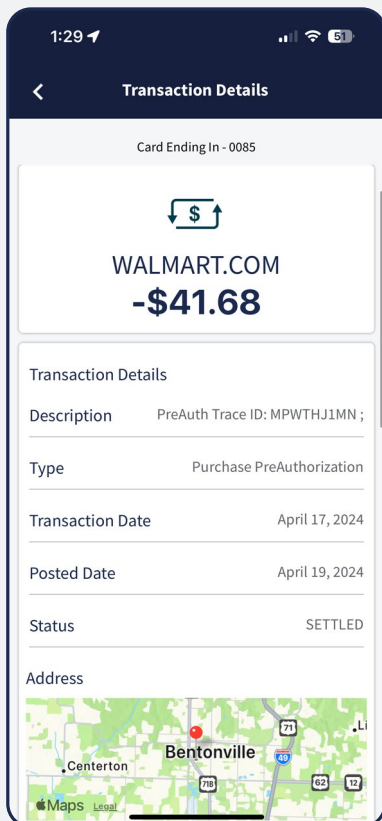 1:29 51
Transaction Details
Card Ending In - 0085
$
WALMART.COM
-$41.68
Transaction Details
Description PreAuth Trace ID: MPWTHJ1MN ;
Type Purchase PreAuthorization
Transaction Date April 17, 2024
Posted Date April 19, 2024
Status SETTLED
Address
71
Li
Bentonville
49
Centerton
71B
62 12
Maps Legal